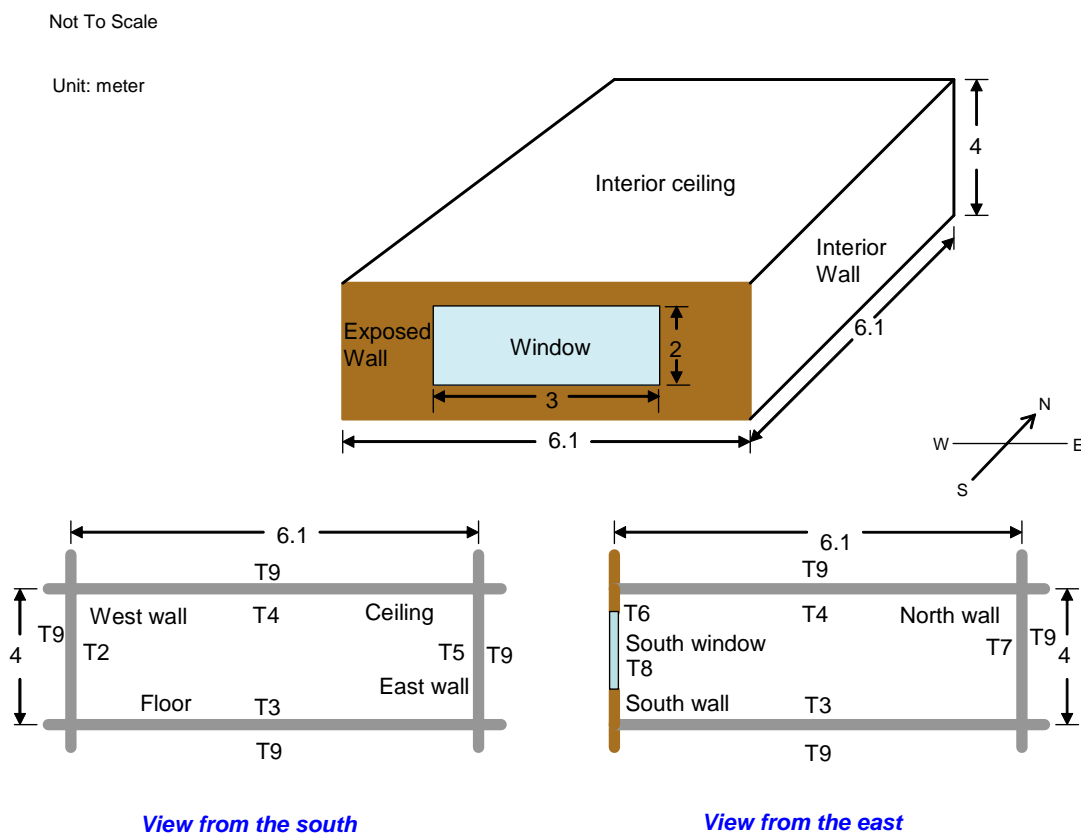 Not To Scale
Unit: meter
Interior ceiling
4
Interior
Wall
Exposed
Wall
Window
2
3
6.1
6.1
N
W
E
S
6.1
T9
West wall
T4
Ceiling
T9
4
T2
T5
T9
East wall
Floor
T3
T9
View from the south
6.1
T9
T6
T4
North wall
South window
T7
T9
4
T8
South wall
T3
T9
View from the east